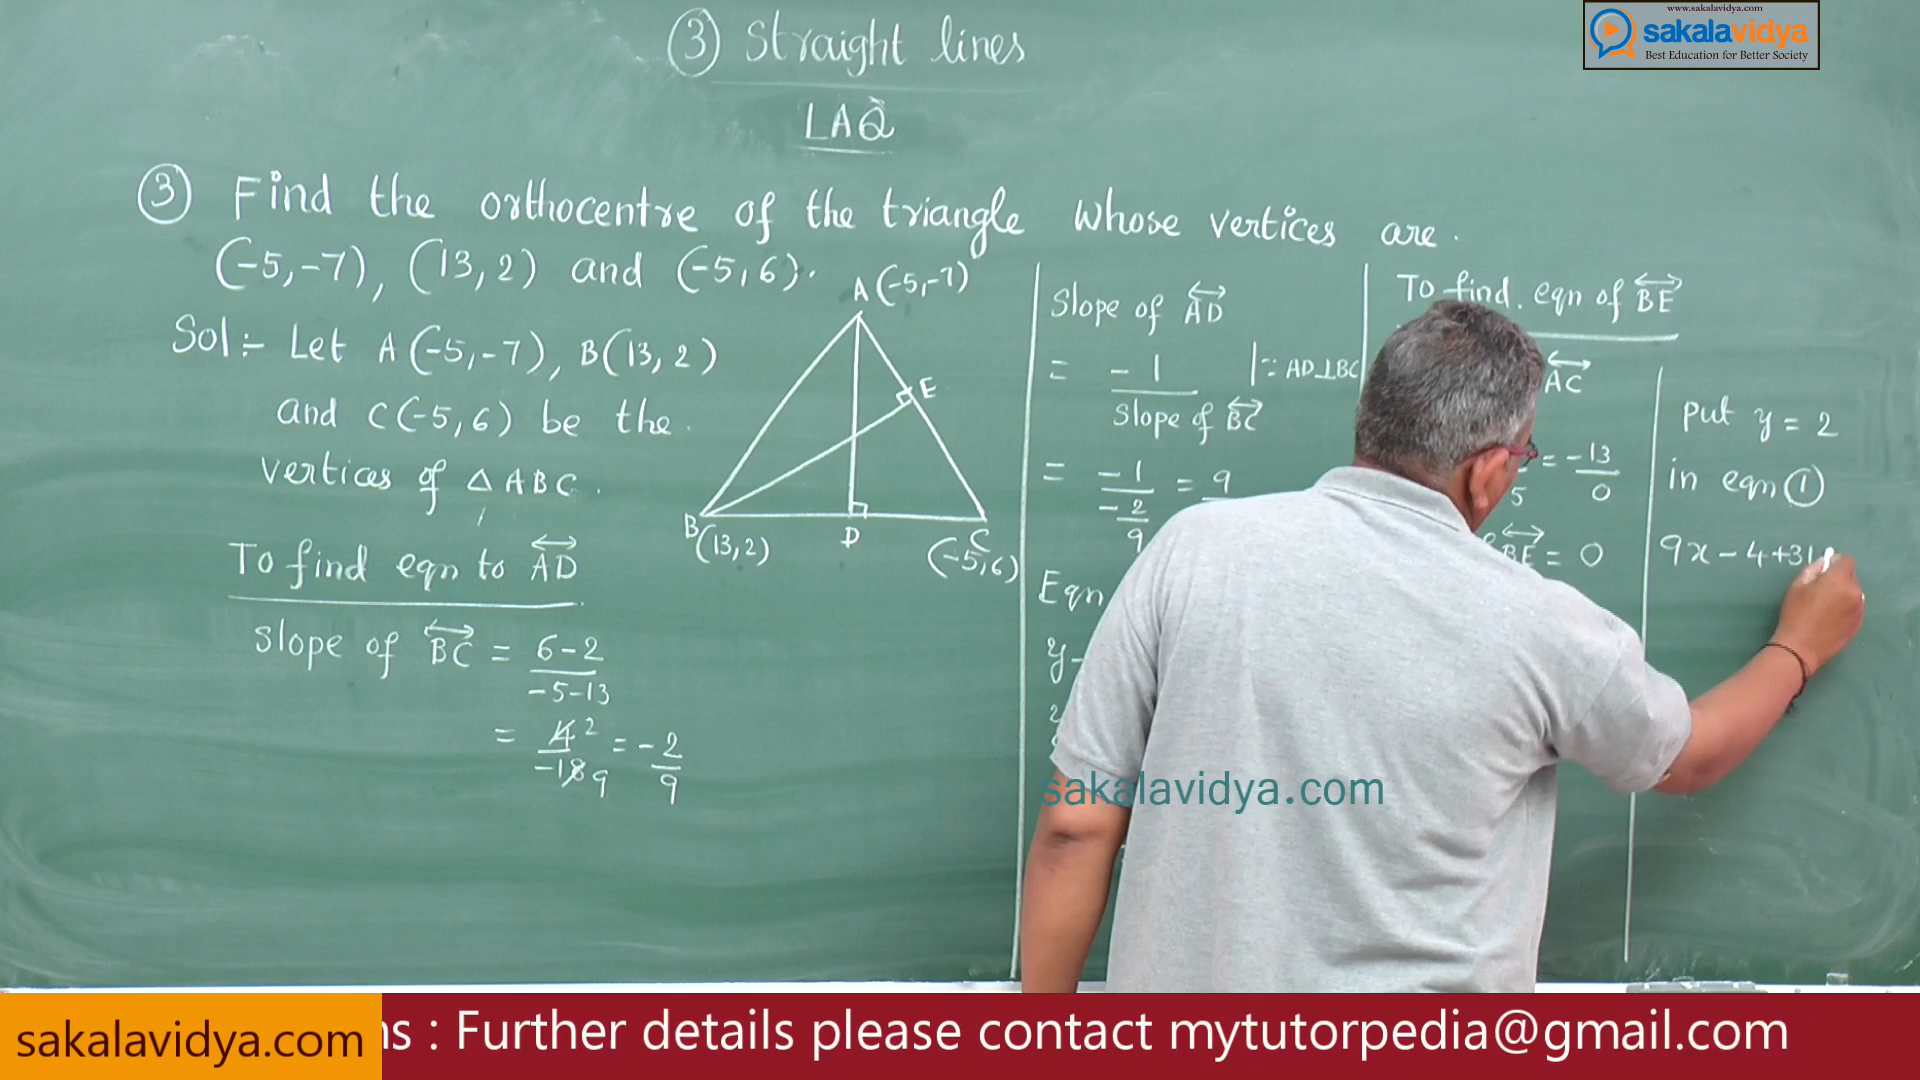 ③ Straight lines
LAQ
③ Find the orthocentre of the triangle whose vertices are.
(-5,-7), (13,2) and (-5,6).
Sol:- Let A(-5,-7), B(13,2)
and C(-5,6) be the.
vertices of △ABC.
To find eqn to AD
slope of BC = 6-2 / -5-13
= 4 2 / -18 9 = -2/9
A(-5,-7)
E
B(13,2)
D
C(-5,6)
Slope of AD
= -1 / Slope of BC |∵ AD⊥BC
= -1 / -2/9 = 9
Eqn
y-
To find. eqn of BE
AC
5 = -13/0
BE = 0
put y = 2
in eqn ①
9x - 4+31
www.sakalavidya.com
sakalavidya
Best Education for Better Society
sakalavidya.com
sakalavidya.com
ns : Further details please contact mytutorpedia@gmail.com